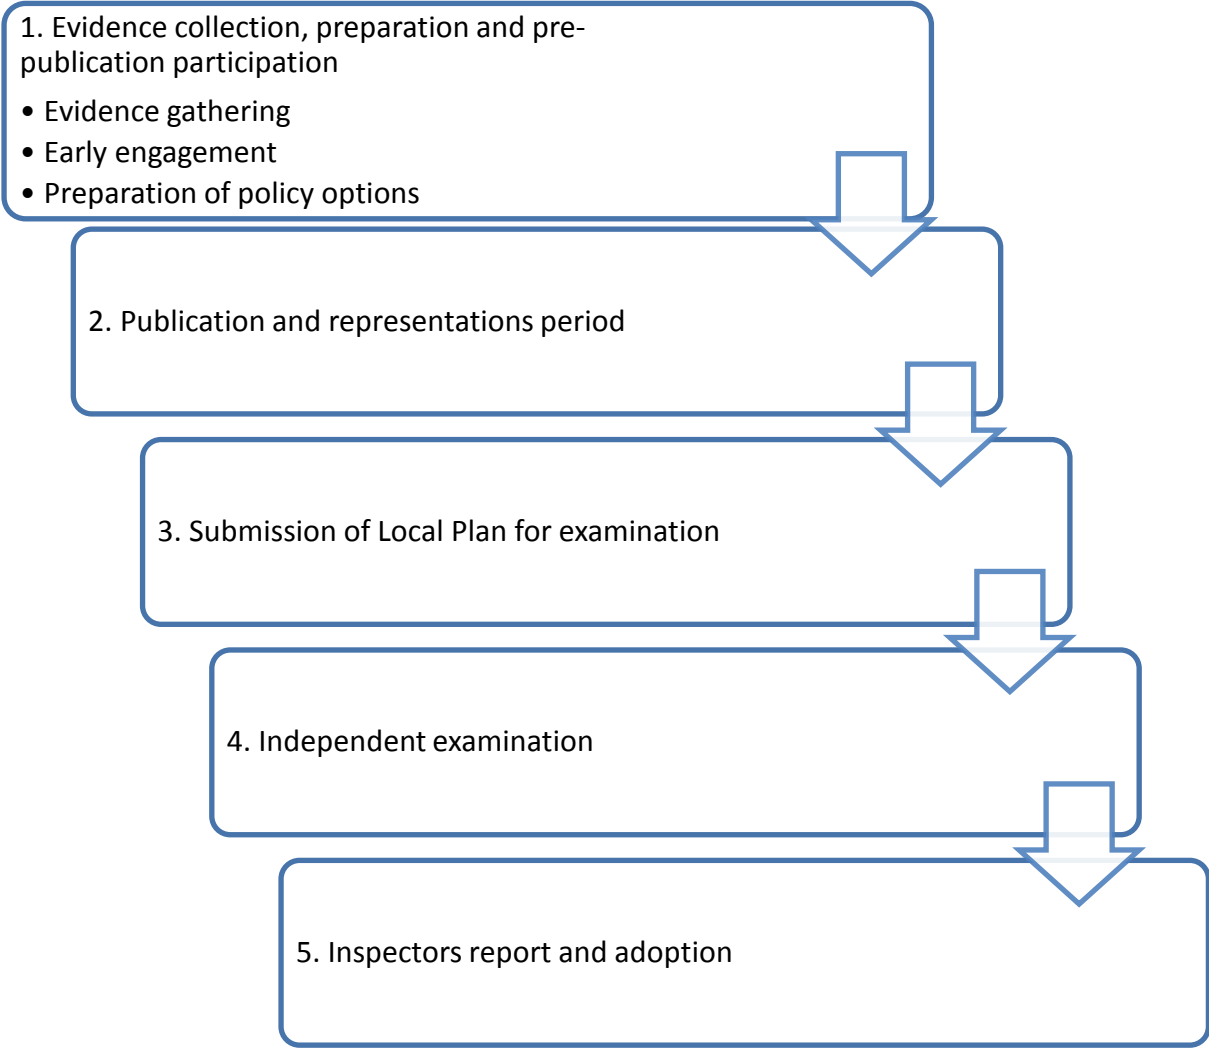 1. Evidence collection, preparation and pre-
publication participation
• Evidence gathering
• Early engagement
• Preparation of policy options
2. Publication and representations period
3. Submission of Local Plan for examination
4. Independent examination
5. Inspectors report and adoption